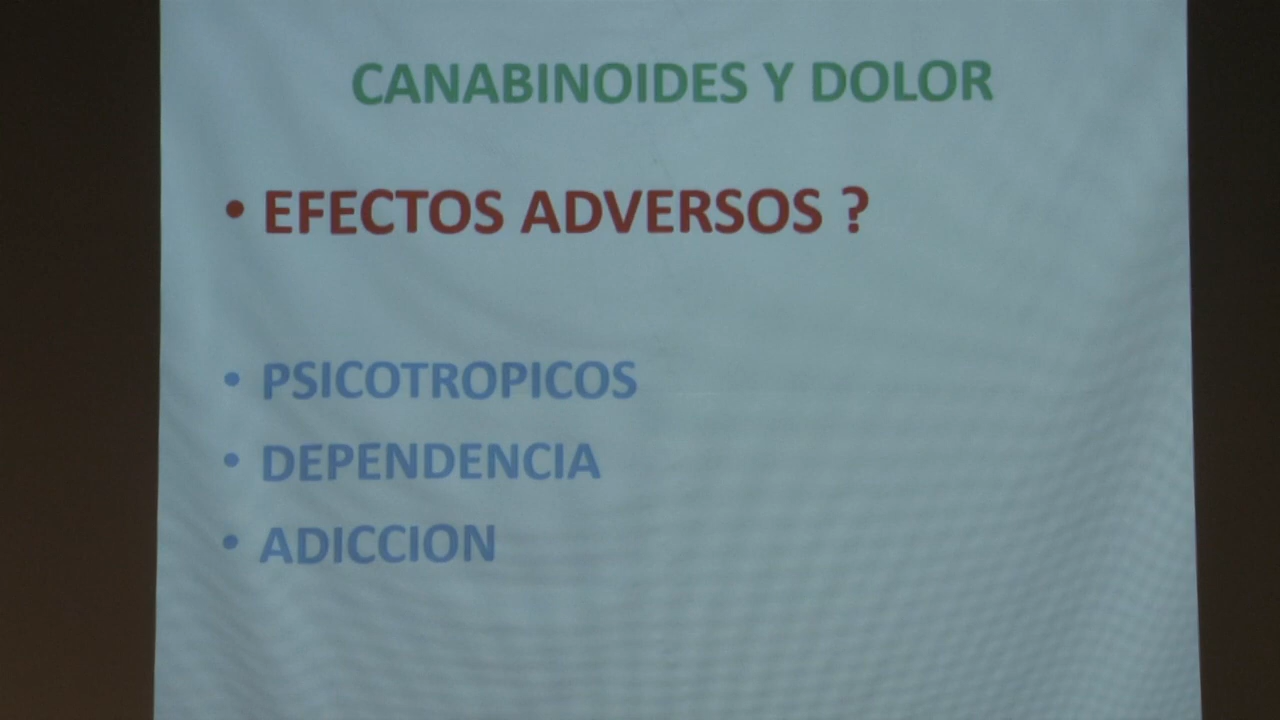 CANABINOIDES Y DOLOR
• EFECTOS ADVERSOS ?
• PSICOTROPICOS
• DEPENDENCIA
• ADICCION